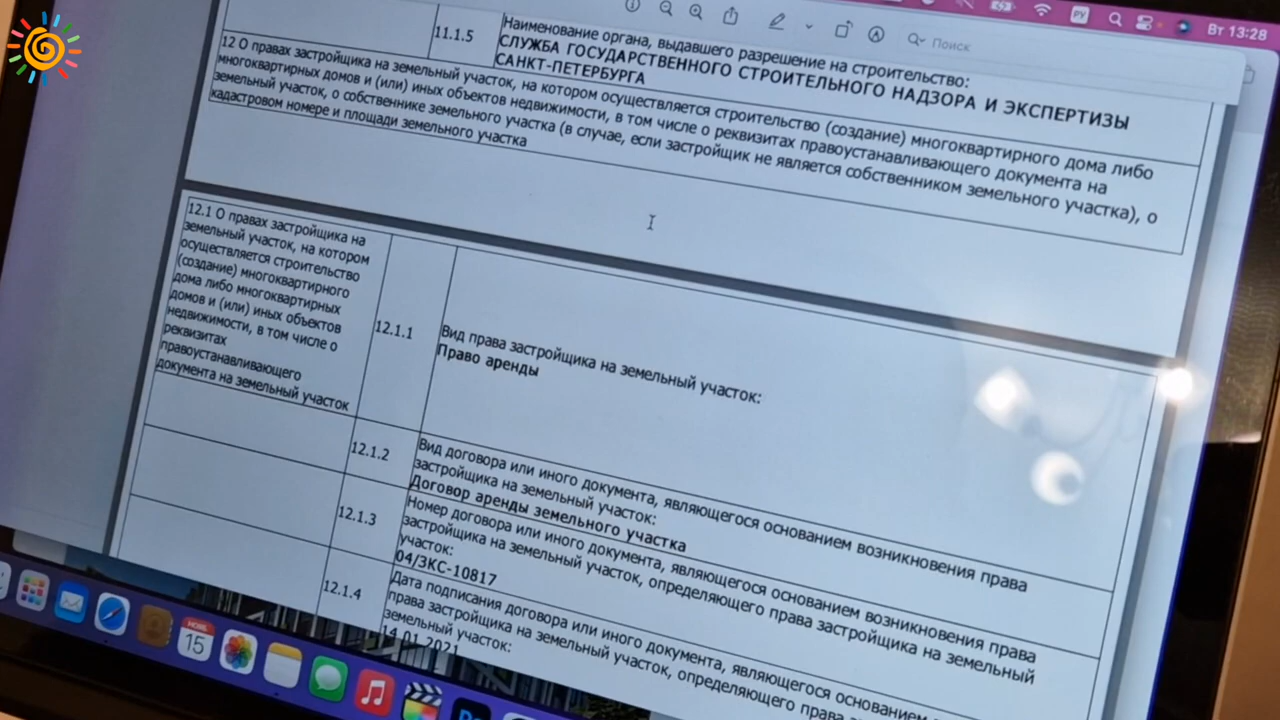 РУ
Вт 13:28
Поиск
11.1.5
Наименование органа, выдавшего разрешение на строительство:
СЛУЖБА ГОСУДАРСТВЕННОГО СТРОИТЕЛЬНОГО НАДЗОРА И ЭКСПЕРТИЗЫ
САНКТ-ПЕТЕРБУРГА
12 О правах застройщика на земельный участок, на котором осуществляется строительство (создание) многоквартирного дома либо
многоквартирных домов и (или) иных объектов недвижимости, в том числе о реквизитах правоустанавливающего документа на
земельный участок, о собственнике земельного участка (в случае, если застройщик не является собственником земельного участка), о
кадастровом номере и площади земельного участка
12.1 О правах застройщика на
земельный участок, на котором
осуществляется строительство
(создание) многоквартирного
дома либо многоквартирных
домов и (или) иных объектов
недвижимости, в том числе о
реквизитах
правоустанавливающего
документа на земельный участок
12.1.1
Вид права застройщика на земельный участок:
Право аренды
12.1.2
Вид договора или иного документа, являющегося основанием возникновения права
застройщика на земельный участок:
Договор аренды земельного участка
12.1.3
Номер договора или иного документа, являющегося основанием возникновения права
застройщика на земельный участок, определяющего права застройщика на земельный
участок:
04/ЗКС-10817
12.1.4
Дата подписания договора или иного документа, являющегося основанием
права застройщика на земельный участок, определяющего права
земельный участок:
14.01.2021
15